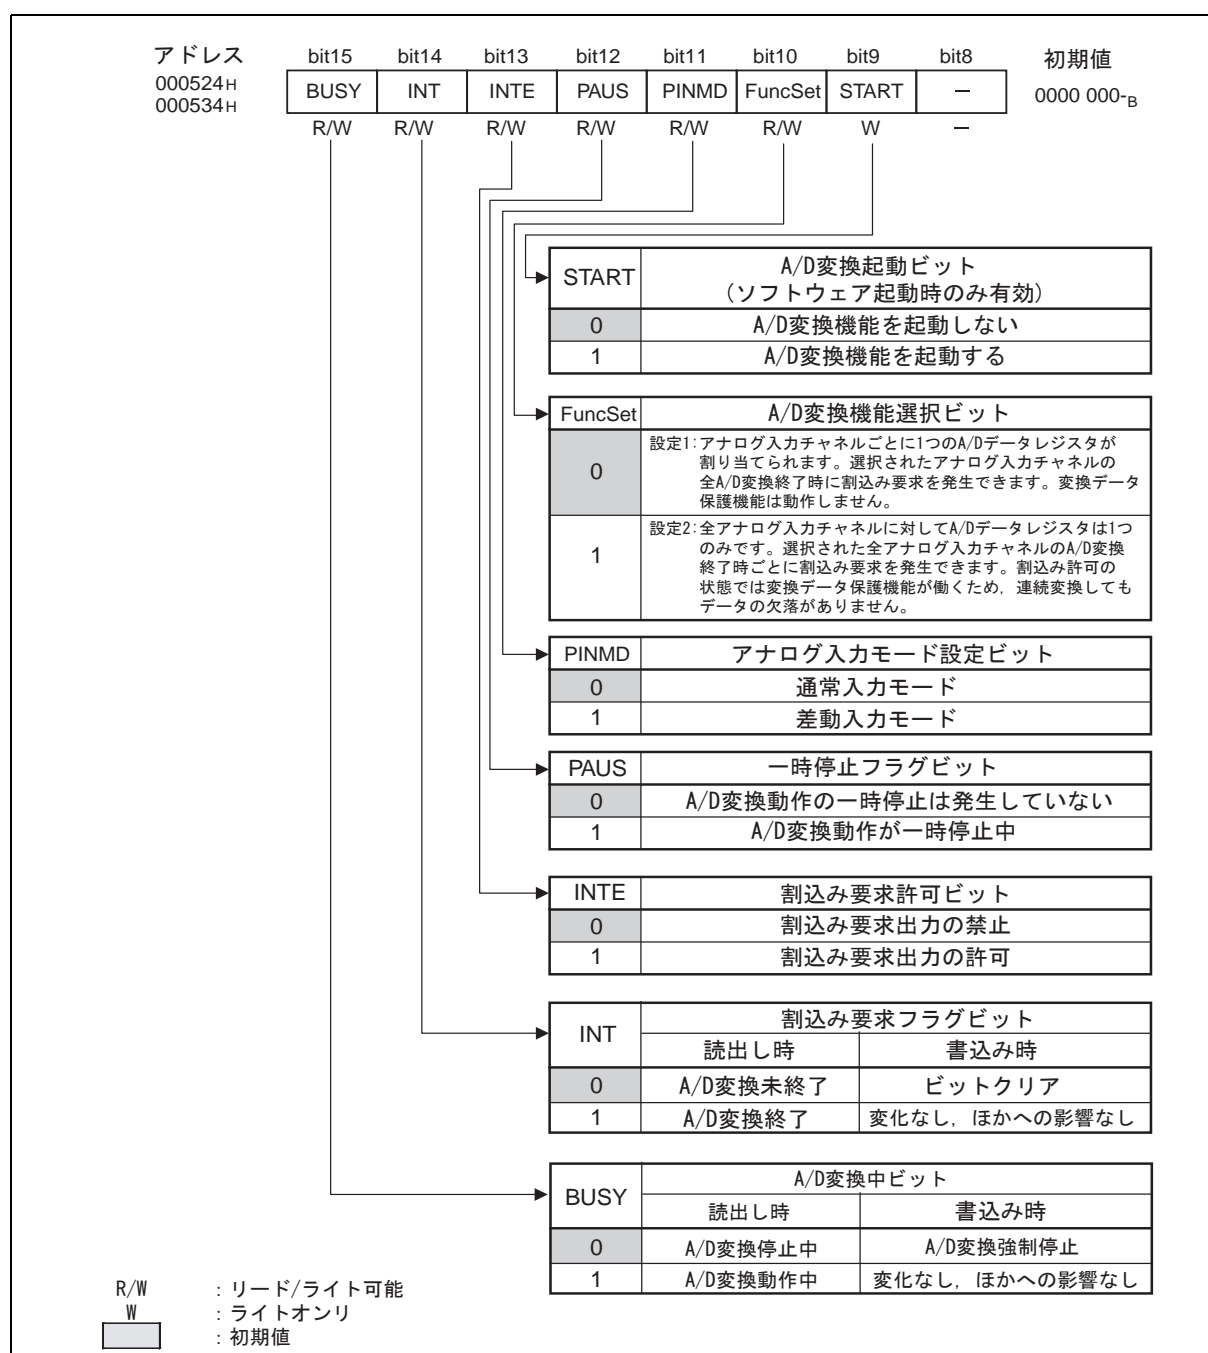 アドレス bit15 bit14 bit13 bit12 bit11 bit10 bit9 bit8 初期値
000524H BUSY INT INTE PAUS PINMD FuncSet START － 0000 000-B
000534H
R/W R/W R/W R/W R/W R/W W －
START A/D変換起動ビット
(ソフトウェア起動時のみ有効)
0 A/D変換機能を起動しない
1 A/D変換機能を起動する
FuncSet A/D変換機能選択ビット
0 設定1:アナログ入力チャネルごとに1つのA/Dデータレジスタが
割り当てられます。選択されたアナログ入力チャネルの
全A/D変換終了時に割込み要求を発生できます。変換データ
保護機能は動作しません。
1 設定2:全アナログ入力チャネルに対してA/Dデータレジスタは1つ
のみです。選択された全アナログ入力チャネルのA/D変換
終了時ごとに割込み要求を発生できます。割込み許可の
状態では変換データ保護機能が働くため，連続変換しても
データの欠落がありません。
PINMD アナログ入力モード設定ビット
0 通常入力モード
1 差動入力モード
PAUS 一時停止フラグビット
0 A/D変換動作の一時停止は発生していない
1 A/D変換動作が一時停止中
INTE 割込み要求許可ビット
0 割込み要求出力の禁止
1 割込み要求出力の許可
INT 割込み要求フラグビット
読出し時 書込み時
0 A/D変換未終了 ビットクリア
1 A/D変換終了 変化なし，ほかへの影響なし
BUSY A/D変換中ビット
読出し時 書込み時
0 A/D変換停止中 A/D変換強制停止
1 A/D変換動作中 変化なし，ほかへの影響なし
R/W :リード/ライト可能
W :ライトオンリ
:初期値